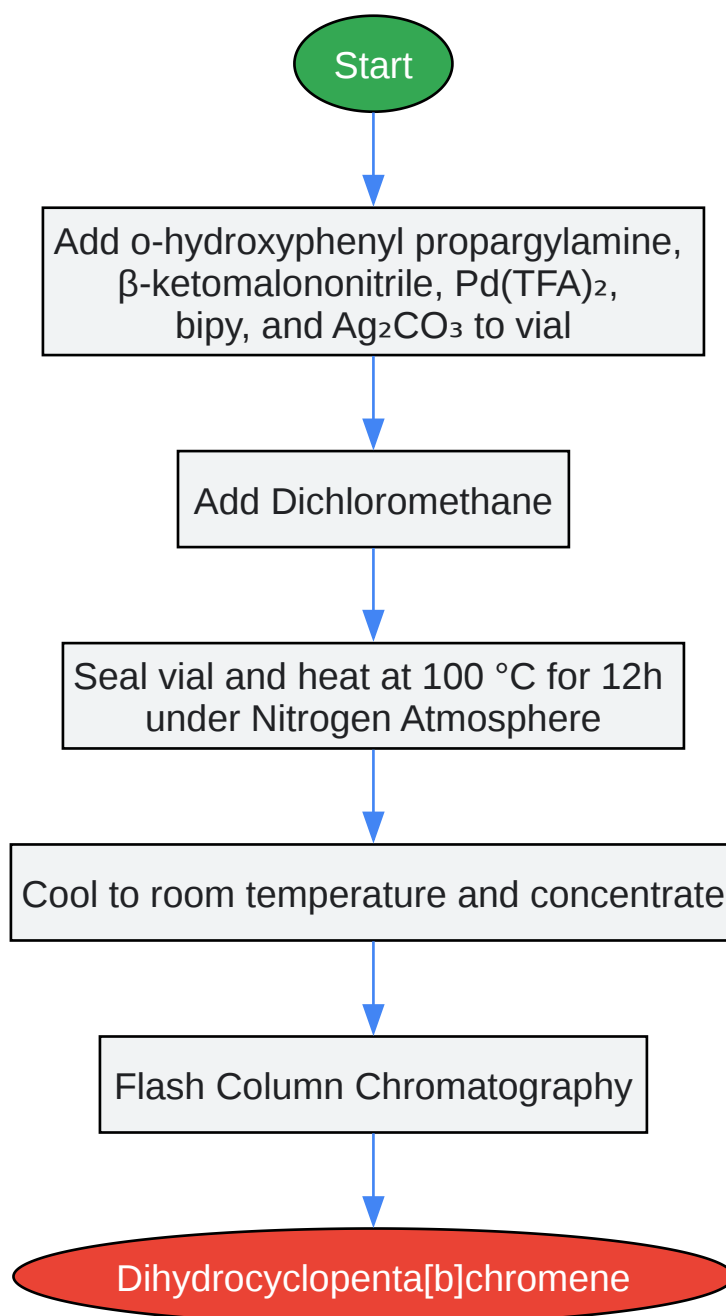 Start
Add o-hydroxyphenyl propargylamine,
β-ketomalononitrile, Pd(TFA)₂,
bipy, and Ag₂CO₃ to vial
Add Dichloromethane
Seal vial and heat at 100 °C for 12h
under Nitrogen Atmosphere
Cool to room temperature and concentrate
Flash Column Chromatography
Dihydrocyclopenta[b]chromene